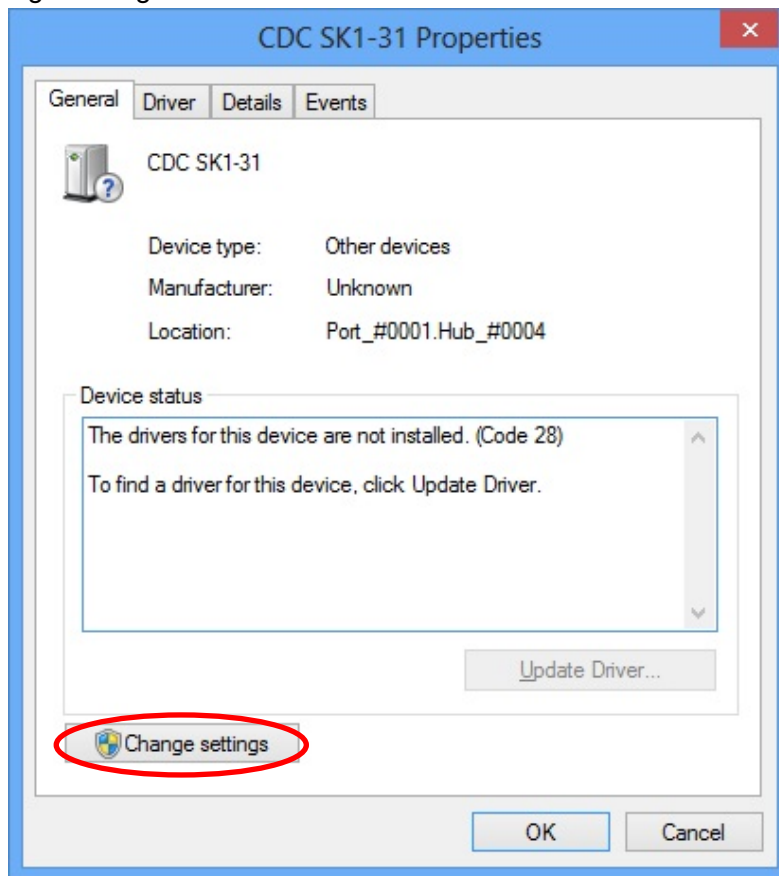 CDC SK1-31 Properties
General Driver Details Events
CDC SK1-31
Device type: Other devices
Manufacturer: Unknown
Location: Port_#0001.Hub_#0004
Device status
The drivers for this device are not installed. (Code 28)
To find a driver for this device, click Update Driver.
Update Driver...
Change settings
OK Cancel